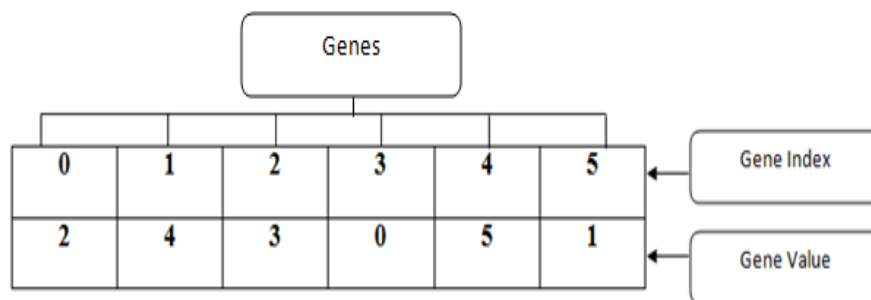 Genes
0 1 2 3 4 5
Gene Index
2 4 3 0 5 1
Gene Value